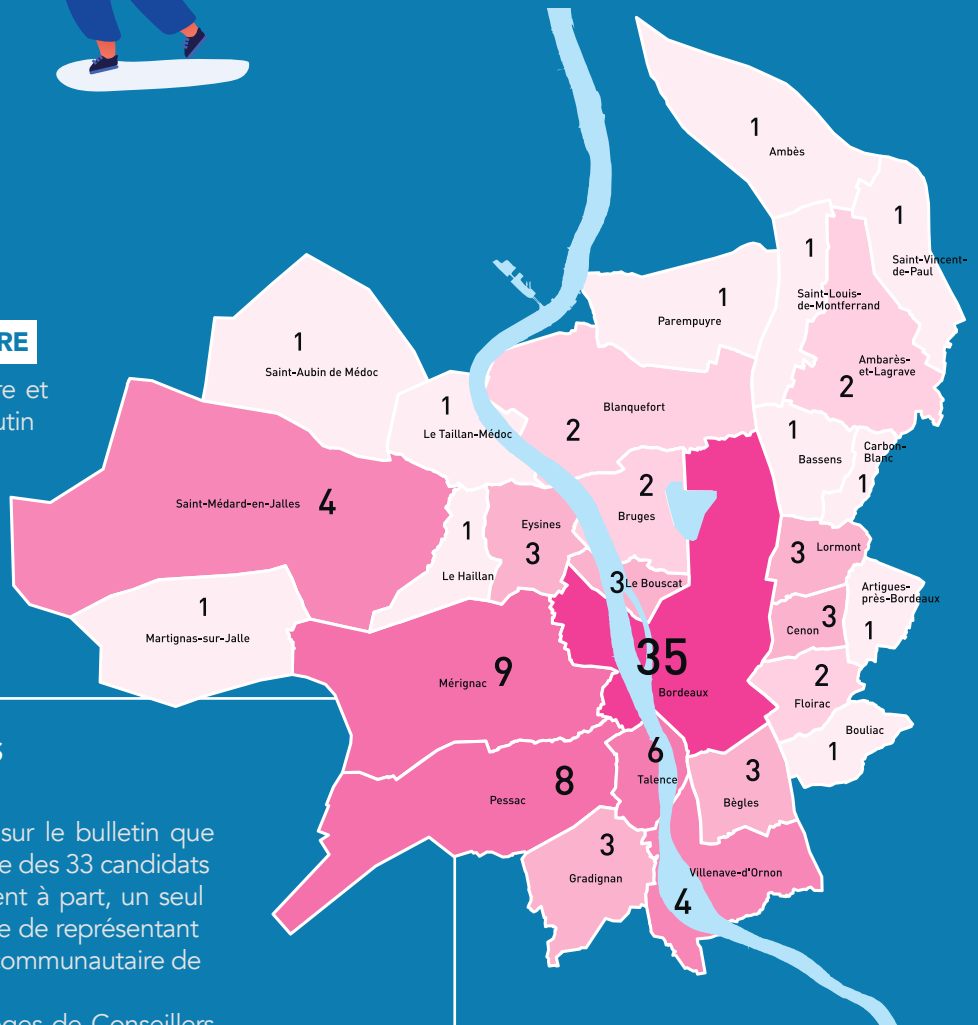 1
Ambès
1
Saint-Vincent-
de-Paul
1
Saint-Louis-
de-Montferrand
1
Parempuyre
RE
1
Saint-Aubin de Médoc
Ambarès-
et-Lagrave
2
re et
utin
1
Le Taillan-Médoc
Blanquefort
2
1
Bassens
Carbon-
Blanc
1
Saint-Médard-en-Jalles 4
2
Bruges
1
Le Haillan
Eysines
3
3 Lormont
3 Le Bouscat
Artigues-
près-Bordeaux
1
1
Martignas-sur-Jalle
Cenon 3
35
Bordeaux
Mérignac 9
2
Floirac
Bouliac
1
S
6
Talence
3
Bègles
Pessac 8
sur le bulletin que
e des 33 candidats
ent à part, un seul
e de représentant
communautaire de
3
Gradignan
Villenave-d'Ornon
4
ges de Conseillers